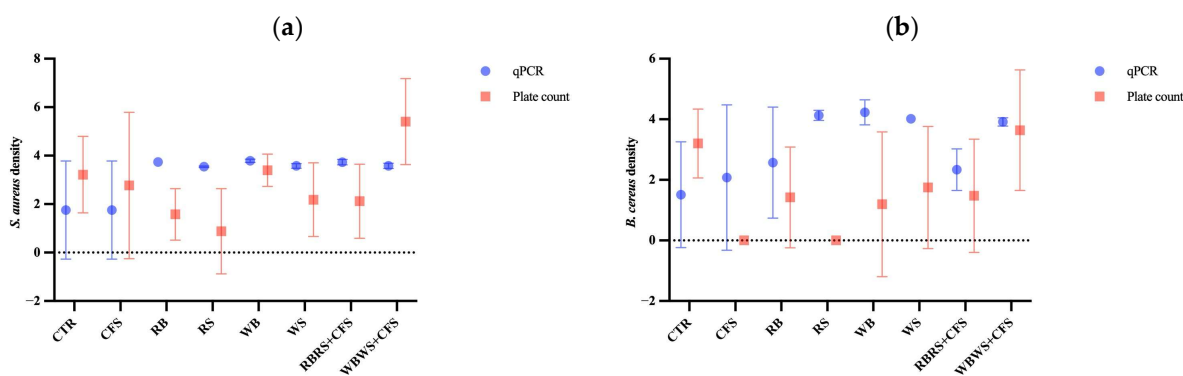 (a)
S. aureus density
8
6
4
2
0
−2
CTR
CFS
RB
RS
WB
WS
RBRS+CFS
WBWS+CFS
qPCR
Plate count
(b)
B. cereus density
6
4
2
0
−2
CTR
CFS
RB
RS
WB
WS
RBRS+CFS
WBWS+CFS
qPCR
Plate count